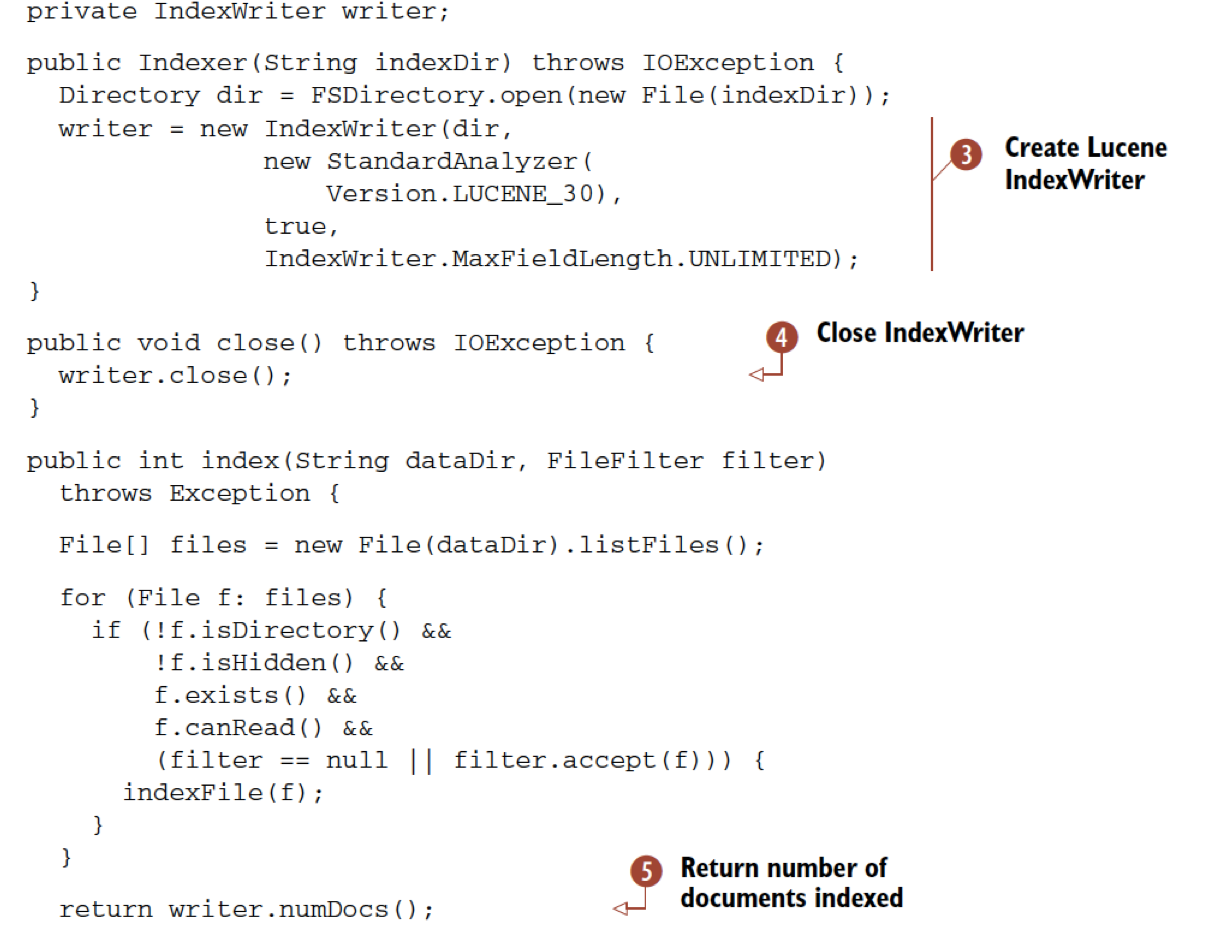 private IndexWriter writer;
public Indexer(String indexDir) throws IOException {
Directory dir = FSDirectory.open(new File(indexDir));
writer = new IndexWriter(dir,
new StandardAnalyzer(
Version.LUCENE_30),
true,
IndexWriter.MaxFieldLength.UNLIMITED);
}
3 Create Lucene
IndexWriter
public void close() throws IOException {
writer.close();
}
4 Close IndexWriter
public int index(String dataDir, FileFilter filter)
throws Exception {
File[] files = new File(dataDir).listFiles();
for (File f: files) {
if (!f.isDirectory() &&
!f.isHidden() &&
f.exists() &&
f.canRead() &&
(filter == null || filter.accept(f))) {
indexFile(f);
}
}
return writer.numDocs();
5 Return number of
documents indexed